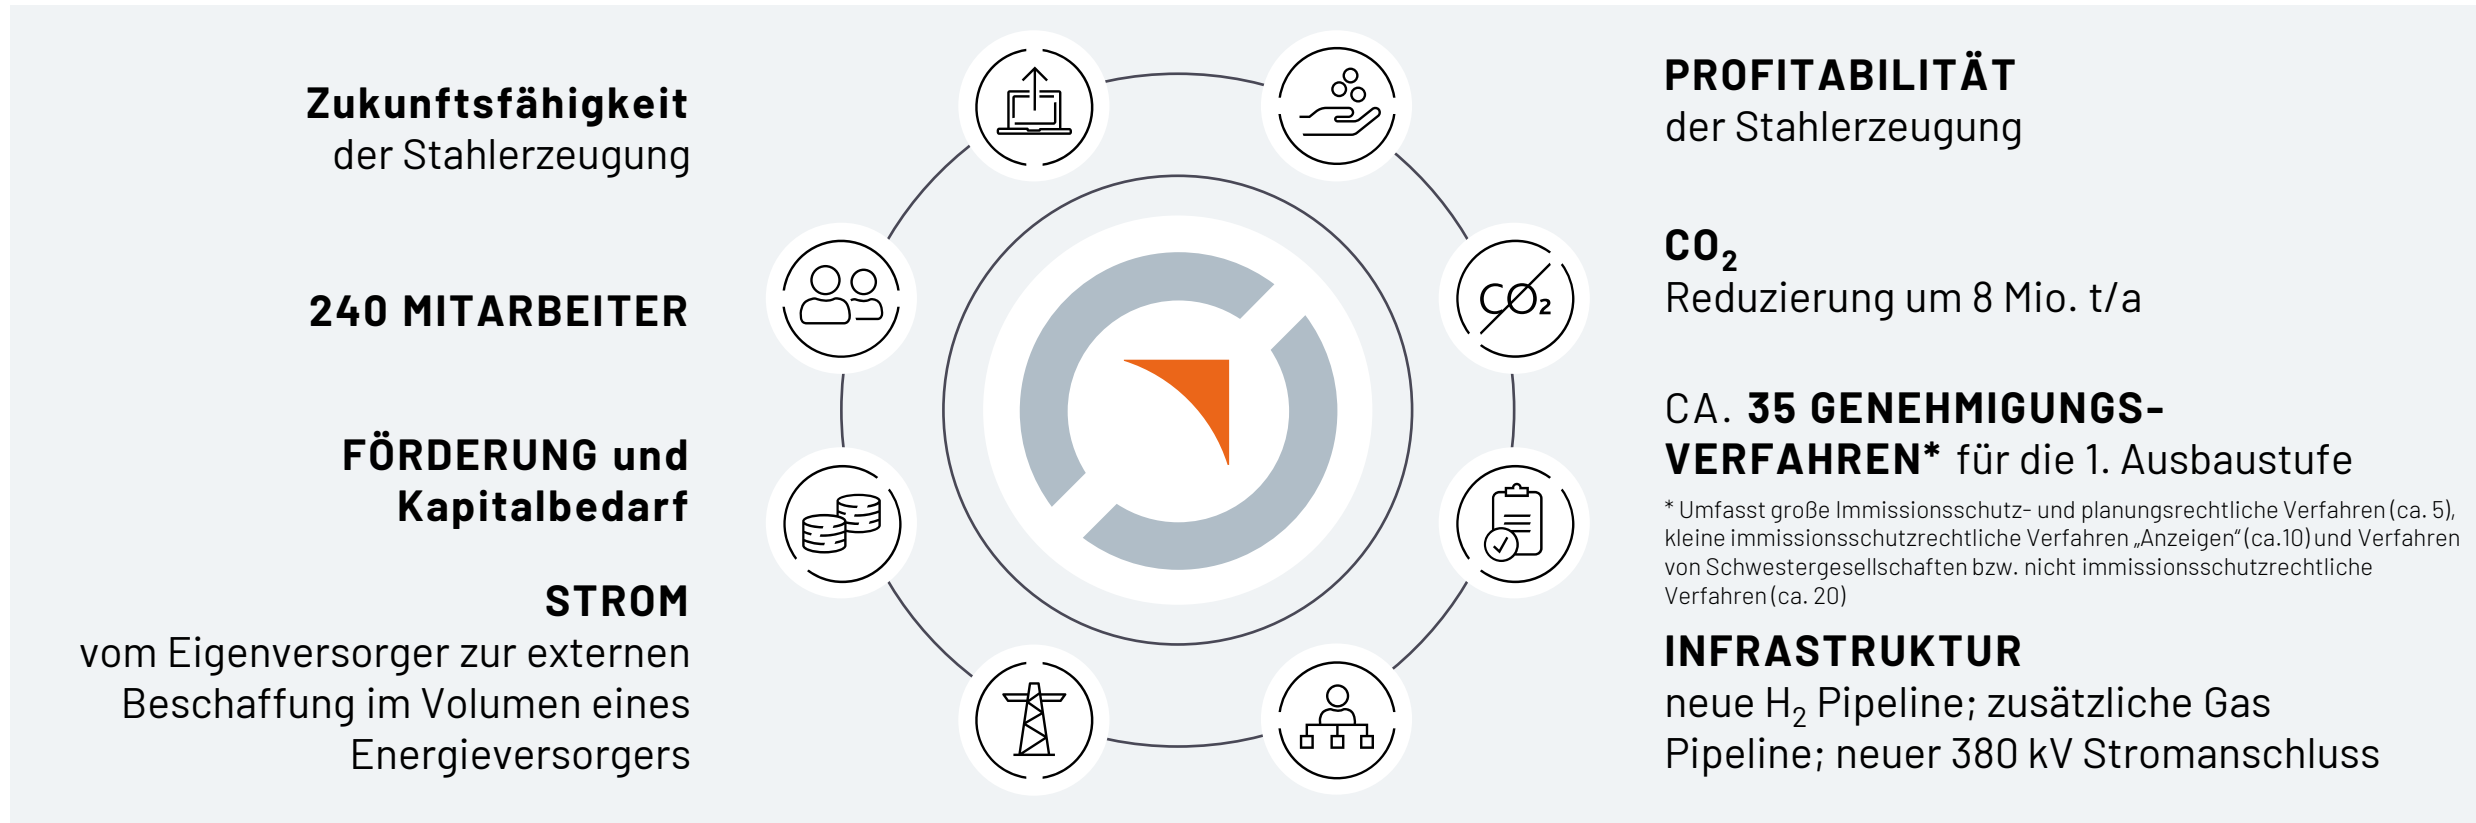 Zukunftsfähigkeit
der Stahlerzeugung
240 MITARBEITER
FÖRDERUNG und
Kapitalbedarf
STROM
vom Eigenversorger zur externen
Beschaffung im Volumen eines
Energieversorgers
CO₂
PROFITABILITÄT
der Stahlerzeugung
CO₂
Reduzierung um 8 Mio. t/a
CA. 35 GENEHMIGUNGS-
VERFAHREN* für die 1. Ausbaustufe
* Umfasst große Immissionsschutz- und planungsrechtliche Verfahren (ca. 5),
kleine immissionsschutzrechtliche Verfahren „Anzeigen“ (ca.10) und Verfahren
von Schwestergesellschaften bzw. nicht immissionsschutzrechtliche
Verfahren (ca. 20)
INFRASTRUKTUR
neue H₂ Pipeline; zusätzliche Gas
Pipeline; neuer 380 kV Stromanschluss